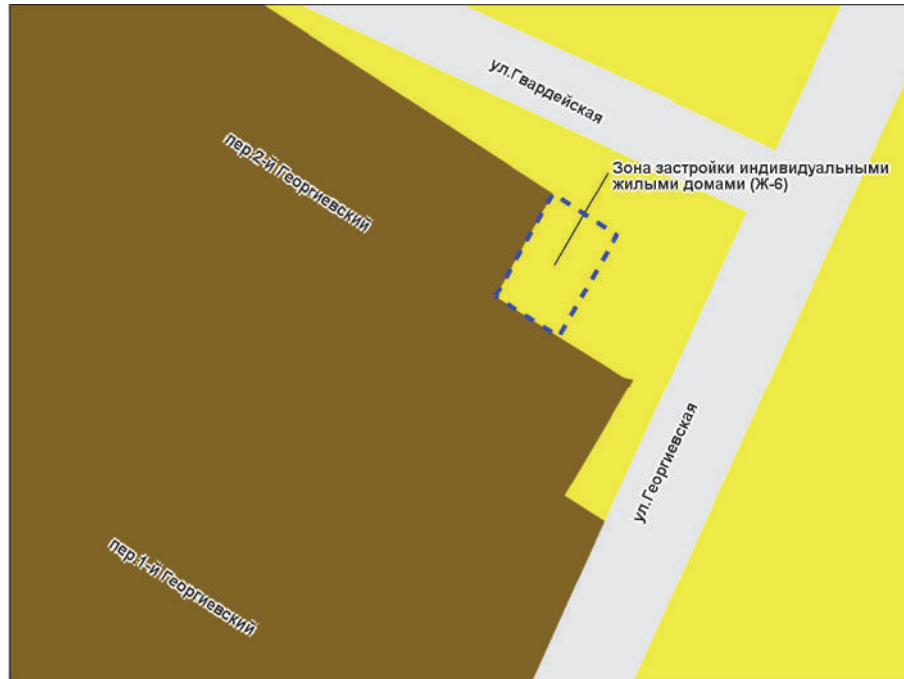 ул.Гвардейская
пер.2-й Георгиевский
Зона застройки индивидуальными
жилыми домами (Ж-6)
ул.Георгиевская
пер.1-й Георгиевский